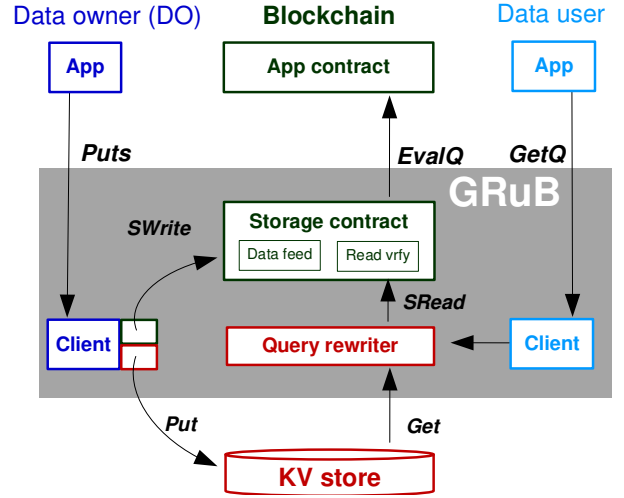 Data owner (DO)
Blockchain
Data user
App
App contract
App
Puts
EvalQ
GetQ
GRuB
SWrite
Storage contract
Data feed
Read vrfy
SRead
Client
Query rewriter
Client
Put
Get
KV store